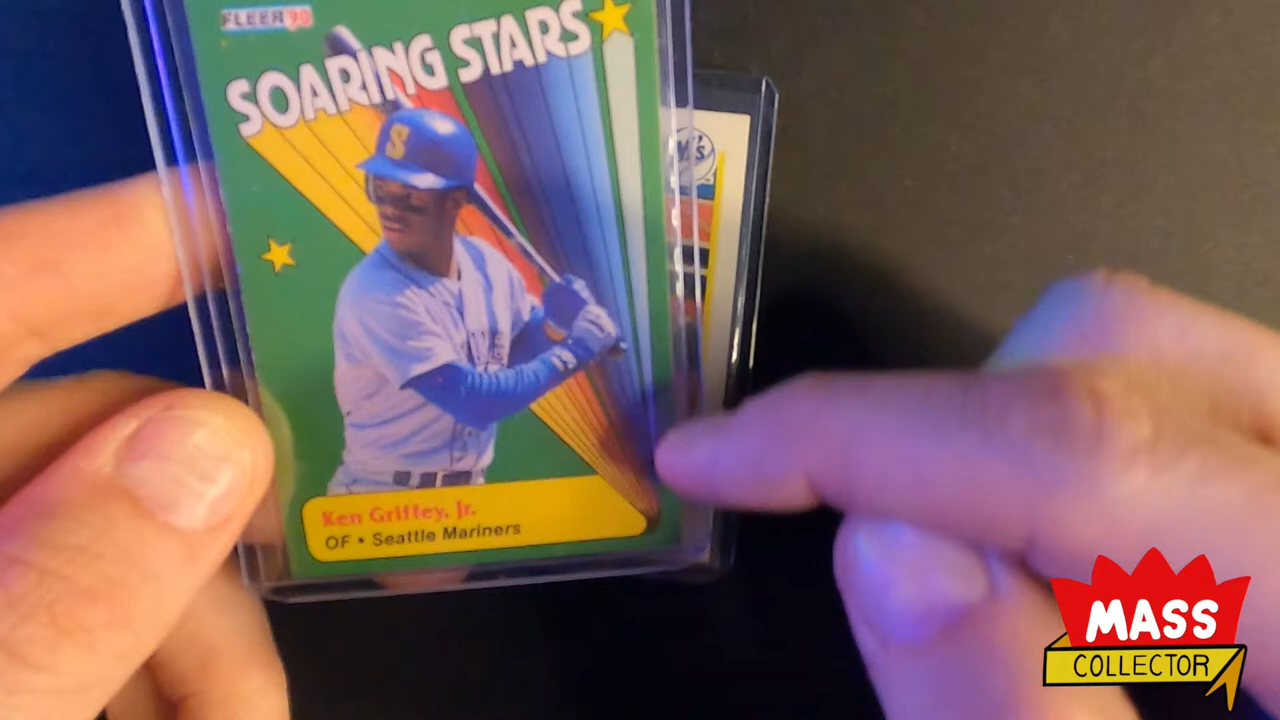 FLEER 90
SOARING STARS
S
Ken Griffey, Jr.
OF • Seattle Mariners
MASS
COLLECTOR